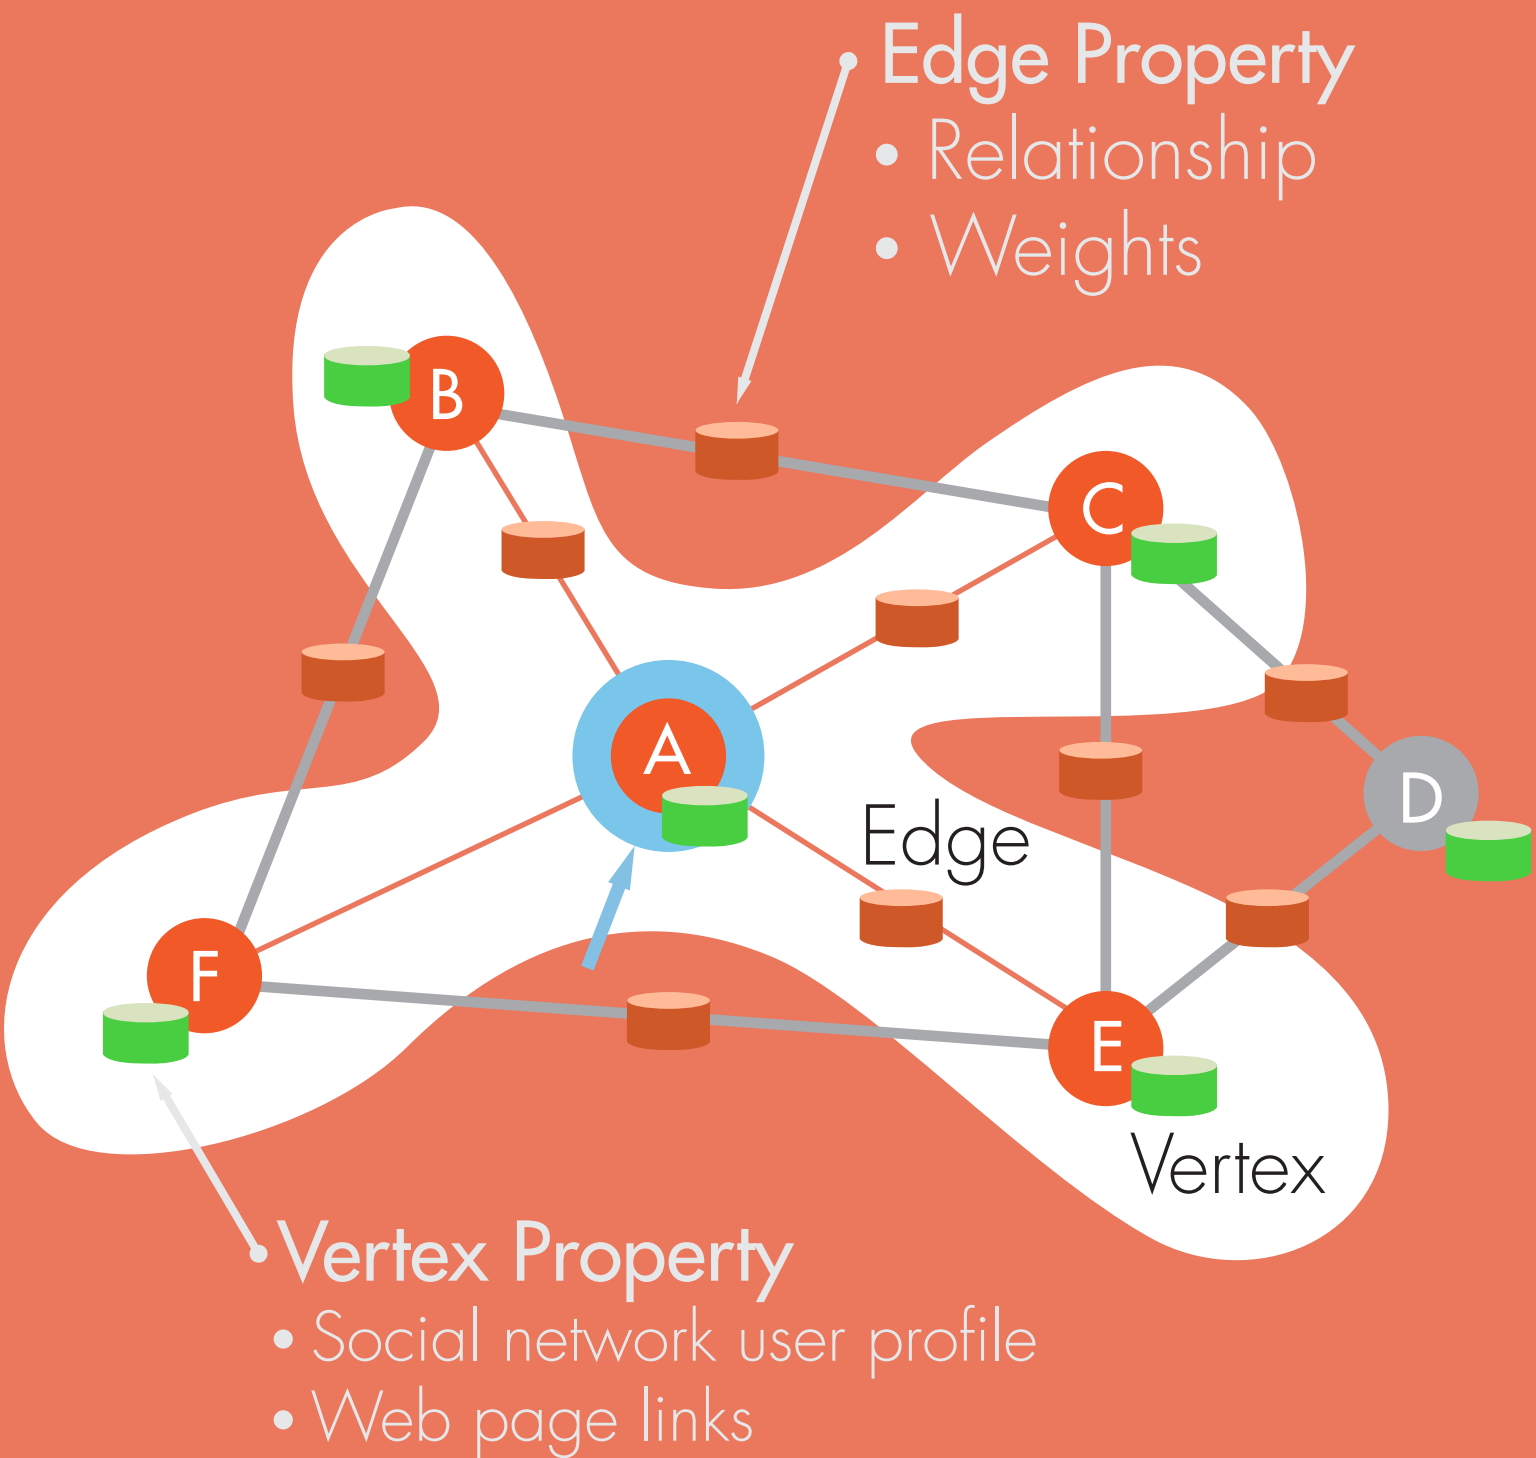 Edge Property
• Relationship
• Weights
B
C
A
D
Edge
F
E
Vertex
Vertex Property
• Social network user profile
• Web page links